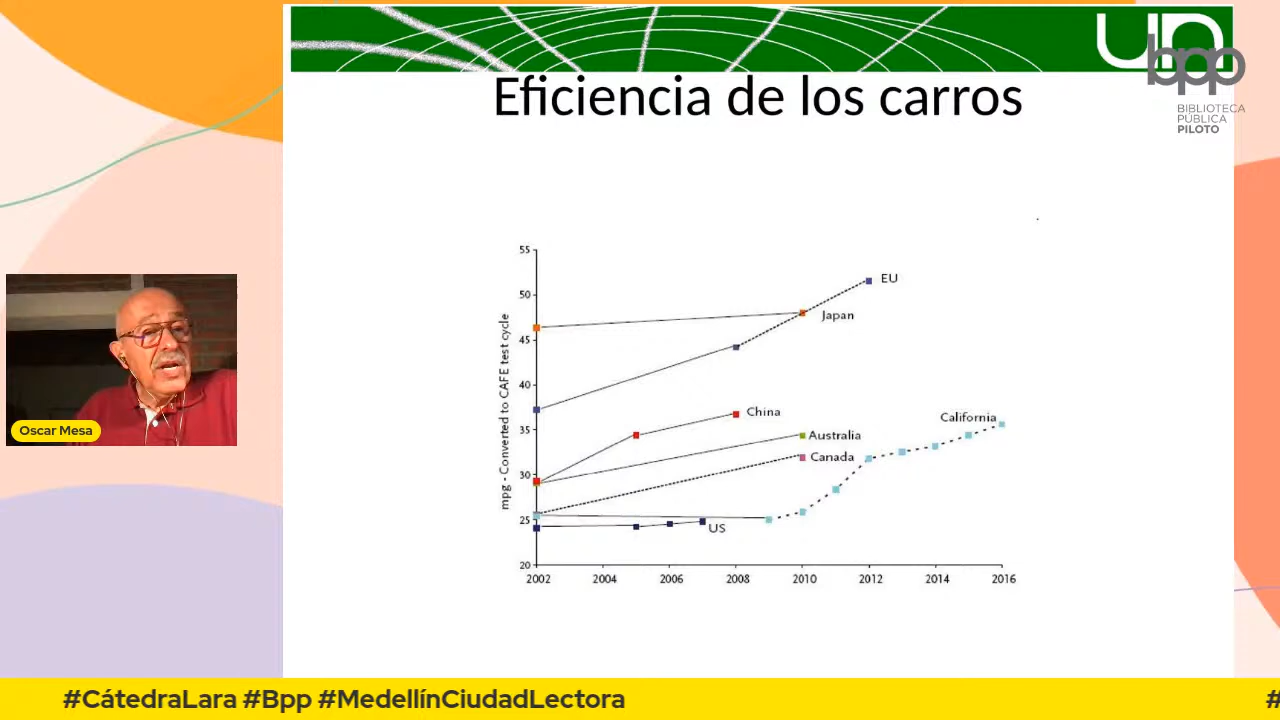 un
bpp
BIBLIOTECA
PÚBLICA
PILOTO
Eficiencia de los carros
mpg - Converted to CAFE test cycle
55
50
45
40
35
30
25
20
2002
2004
2006
2008
2010
2012
2014
2016
EU
Japan
China
Australia
Canada
California
US
Oscar Mesa
#CátedraLara #Bpp #MedellínCiudadLectora
#